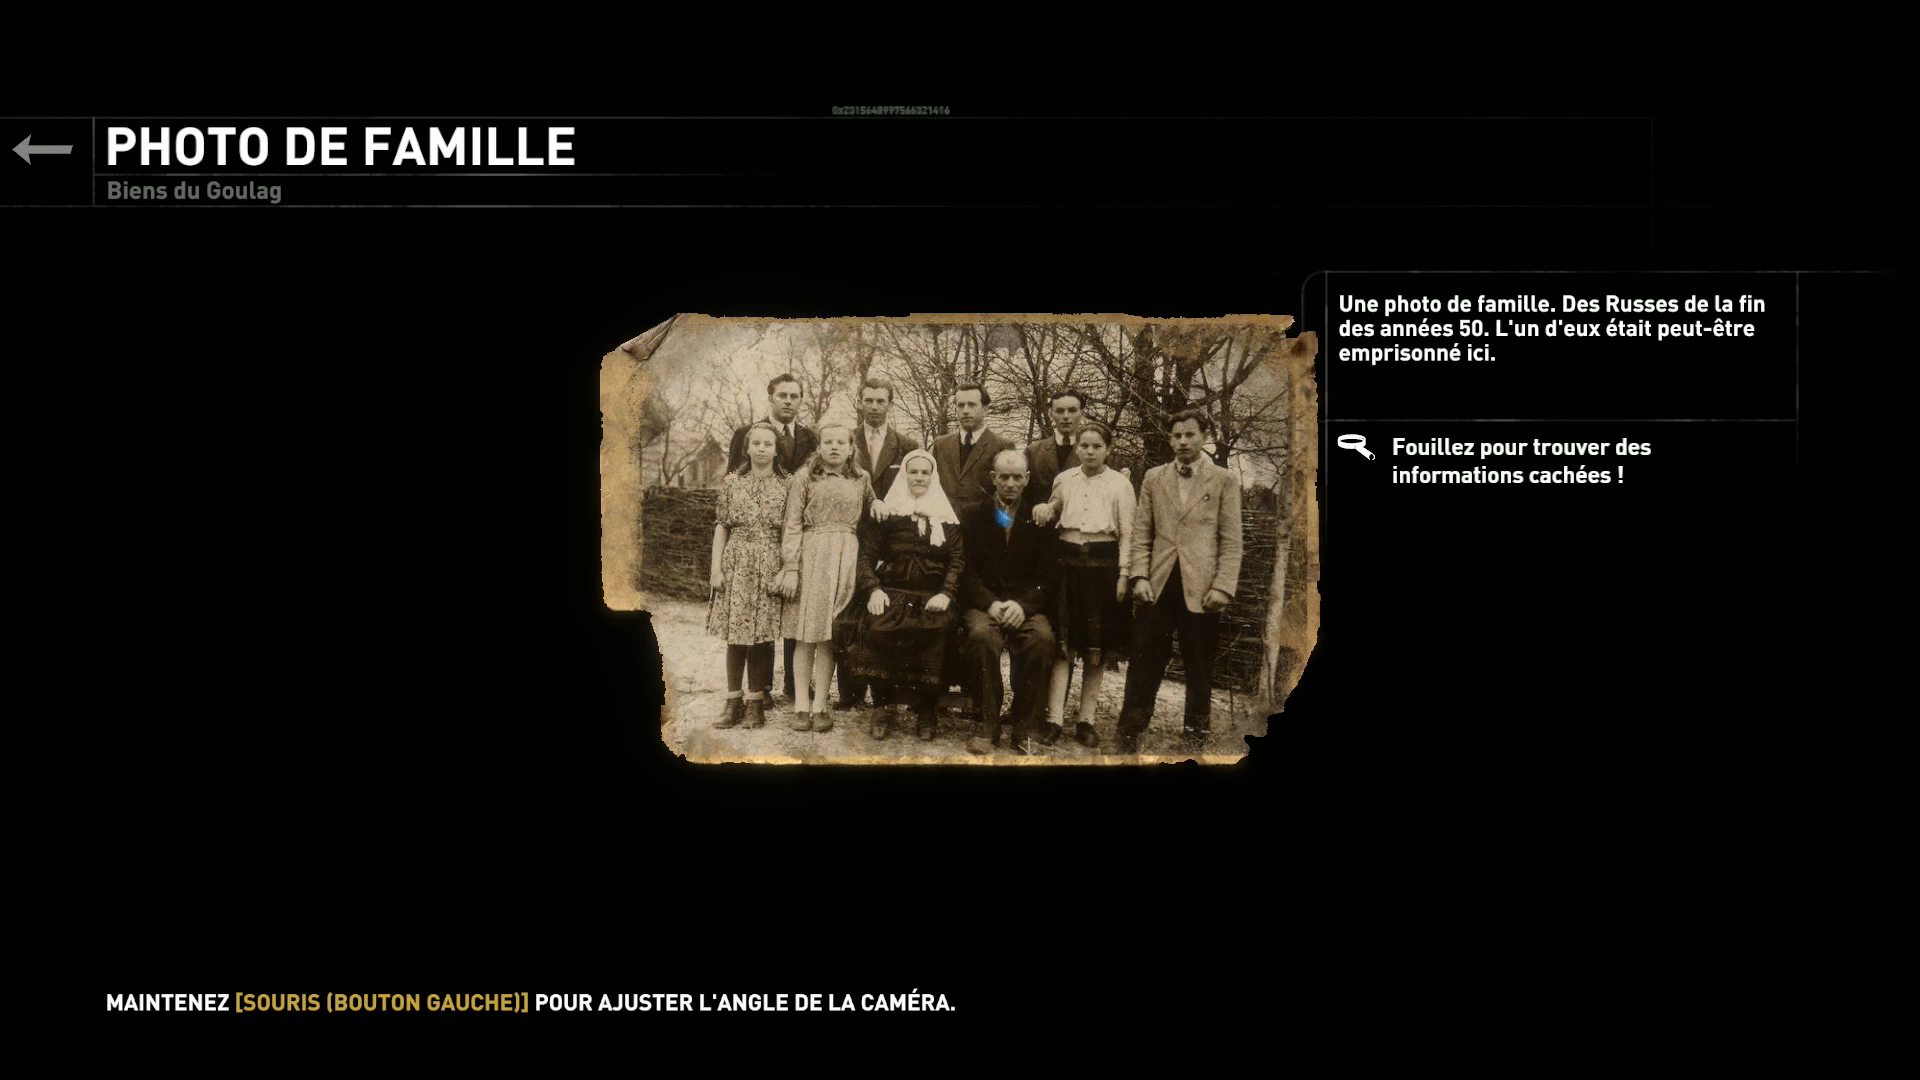 0x2315648997566321416
PHOTO DE FAMILLE
Biens du Goulag
Une photo de famille. Des Russes de la fin
des années 50. L'un d'eux était peut-être
emprisonné ici.
Fouillez pour trouver des
informations cachées !
MAINTENEZ [SOURIS (BOUTON GAUCHE)] POUR AJUSTER L'ANGLE DE LA CAMÉRA.